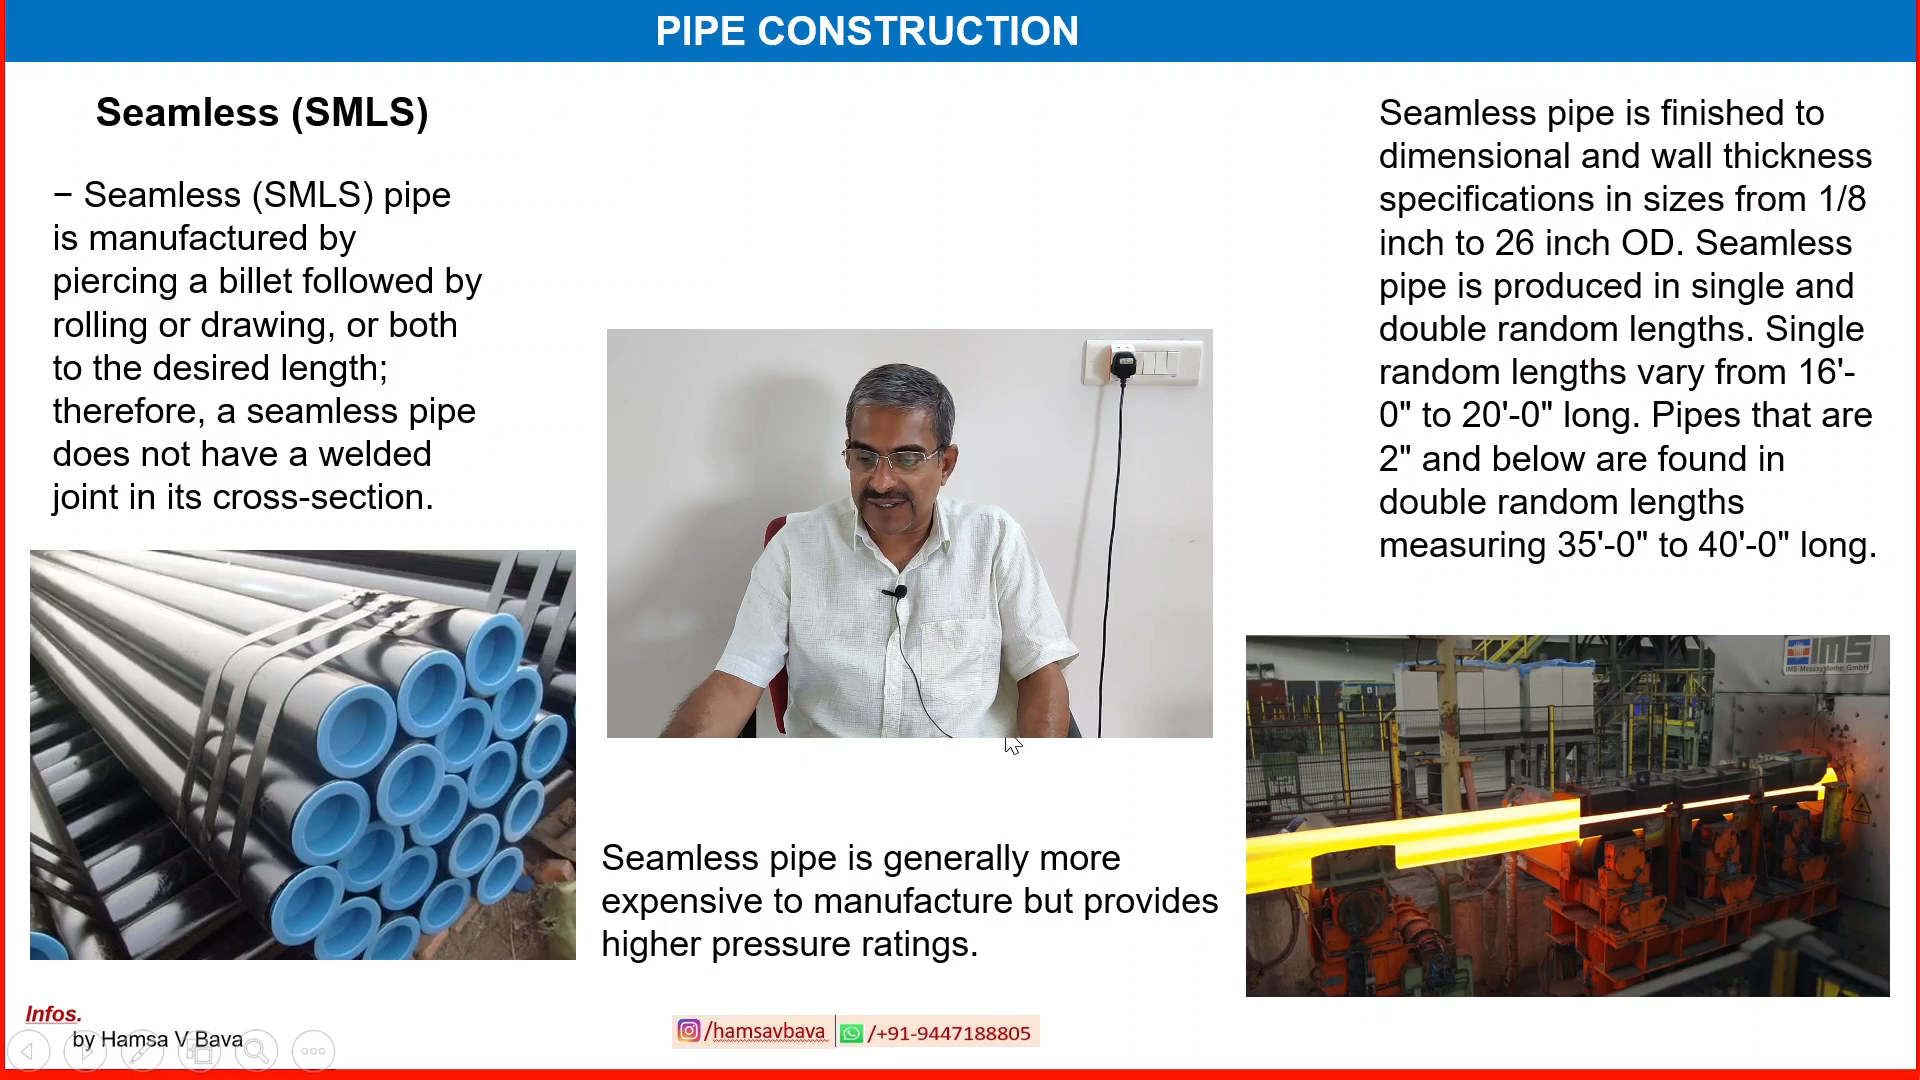 PIPE CONSTRUCTION
Seamless (SMLS)
− Seamless (SMLS) pipe
is manufactured by
piercing a billet followed by
rolling or drawing, or both
to the desired length;
therefore, a seamless pipe
does not have a welded
joint in its cross-section.
Seamless pipe is generally more
expensive to manufacture but provides
higher pressure ratings.
Seamless pipe is finished to
dimensional and wall thickness
specifications in sizes from 1/8
inch to 26 inch OD. Seamless
pipe is produced in single and
double random lengths. Single
random lengths vary from 16'-
0" to 20'-0" long. Pipes that are
2" and below are found in
double random lengths
measuring 35'-0" to 40'-0" long.
IMS
IMS Messsysteme GmbH
Infos.
by Hamsa V Bava
/hamsavbava
/+91-9447188805